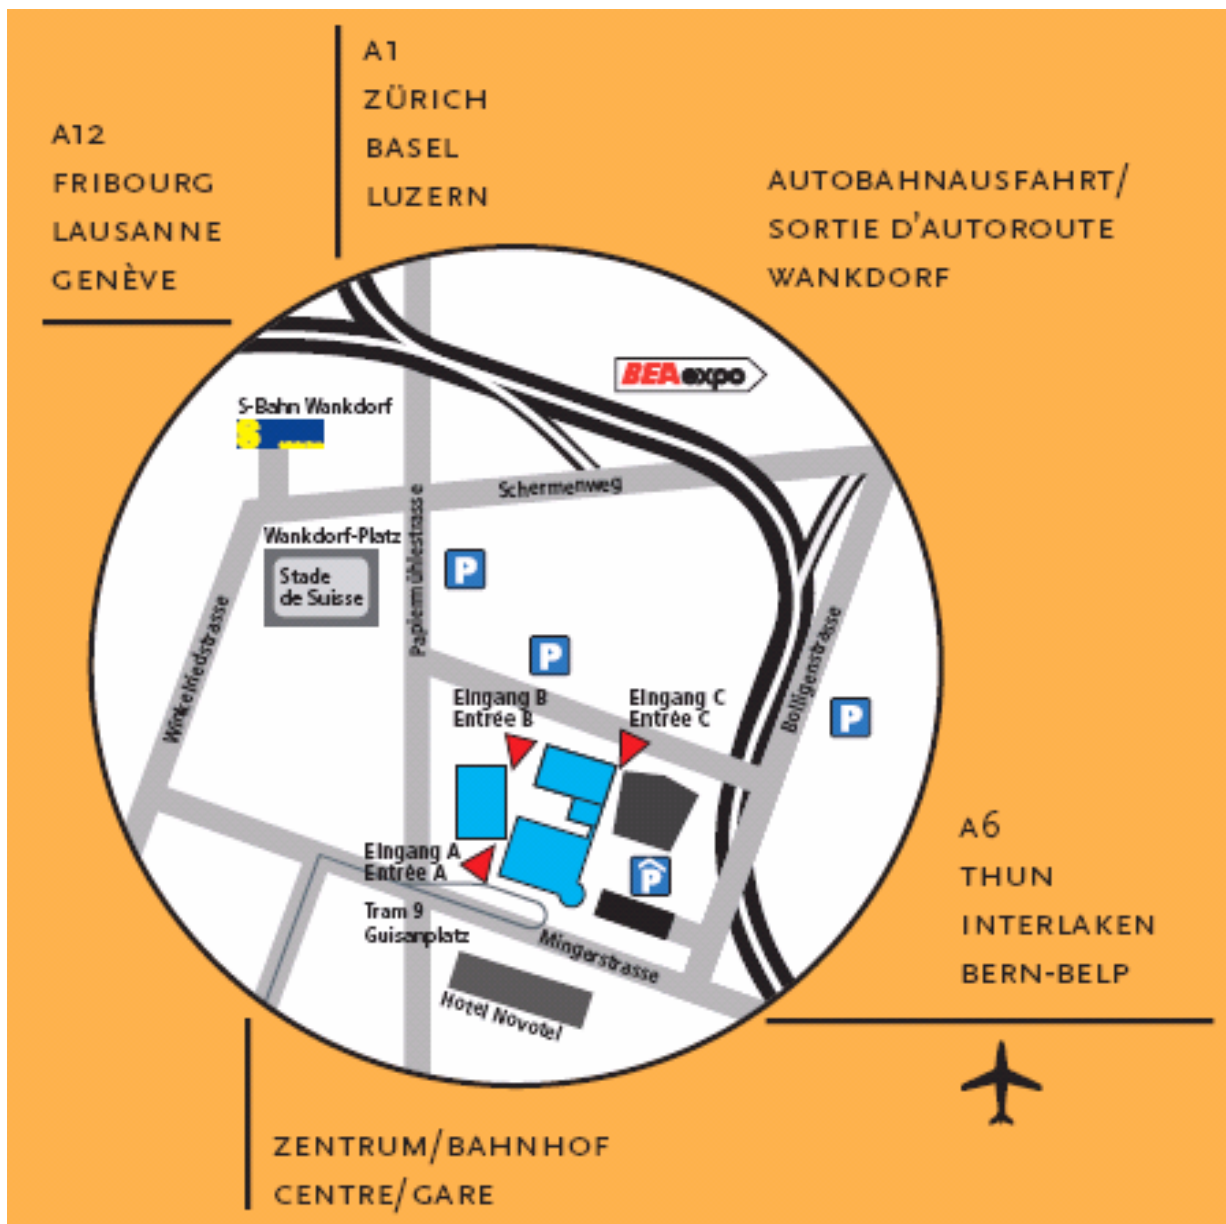 A1
ZÜRICH
BASEL
LUZERN
A12
FRIBOURG
LAUSANNE
GENÈVE
AUTOBAHNAUSFAHRT/
SORTIE D'AUTOROUTE
WANKDORF
BEA expo
S-Bahn Wankdorf
S
Schermenweg
Wankdorf-Platz
Stade
de Suisse
P
Papiermühlestrasse
P
Winkelriedstrasse
Bolligenstrasse
P
Eingang B
Entrée B
Eingang C
Entrée C
Eingang A
Entrée A
P
Tram 9
Guisanplatz
Mingerstrasse
Hotel Novotel
A6
THUN
INTERLAKEN
BERN-BELP
ZENTRUM/BAHNHOF
CENTRE/GARE